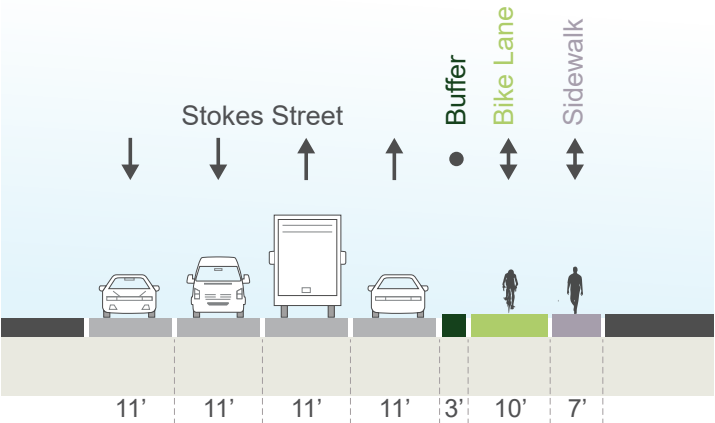 Stokes Street
Buffer
Bike Lane
Sidewalk
11’
11’
11’
11’
3’
10’
7’